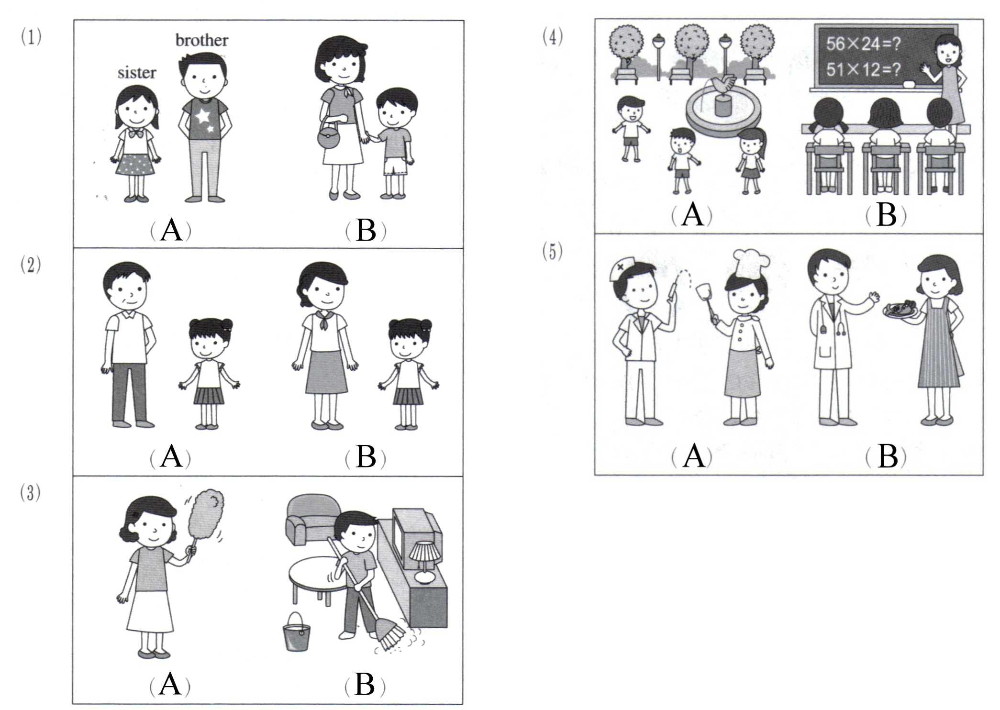 (1)
brother
sister
(A)
(B)
(2)
(A)
(B)
(3)
(A)
(B)
(4)
56×24=?
51×12=?
(A)
(B)
(5)
(A)
(B)